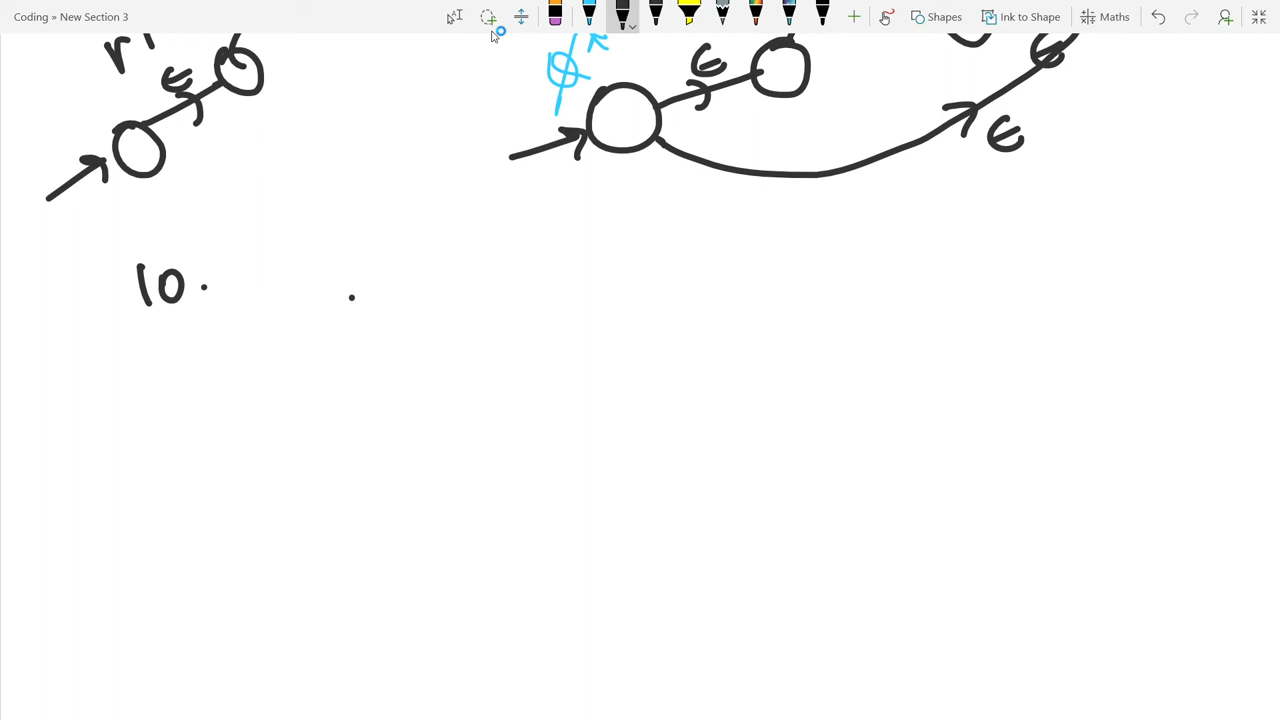 Coding » New Section 3
Shapes
Ink to Shape
Maths
r
ϵ
ϕ
ϵ
ϵ
ϵ
10.